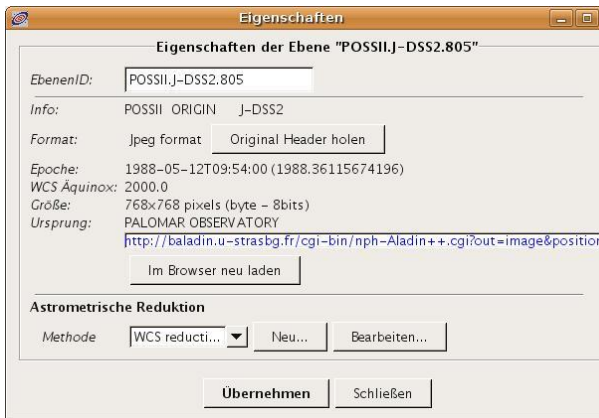 Eigenschaften
Eigenschaften der Ebene "POSSII.J-DSS2.805"
EbenenID: POSSII.J-DSS2.805
Info: POSSII ORIGIN J-DSS2
Format: Jpeg format Original Header holen
Epoche: 1988-05-12T09:54:00 (1988.36115674196)
WCS Äquinox: 2000.0
Größe: 768x768 pixels (byte - 8bits)
Ursprung: PALOMAR OBSERVATORY
http://baladin.u-strasbg.fr/cgi-bin/nph-Aladin++.cgi?out=image&position
Im Browser neu laden
Astrometrische Reduktion
Methode WCS reducti... Neu... Bearbeiten...
Übernehmen Schließen